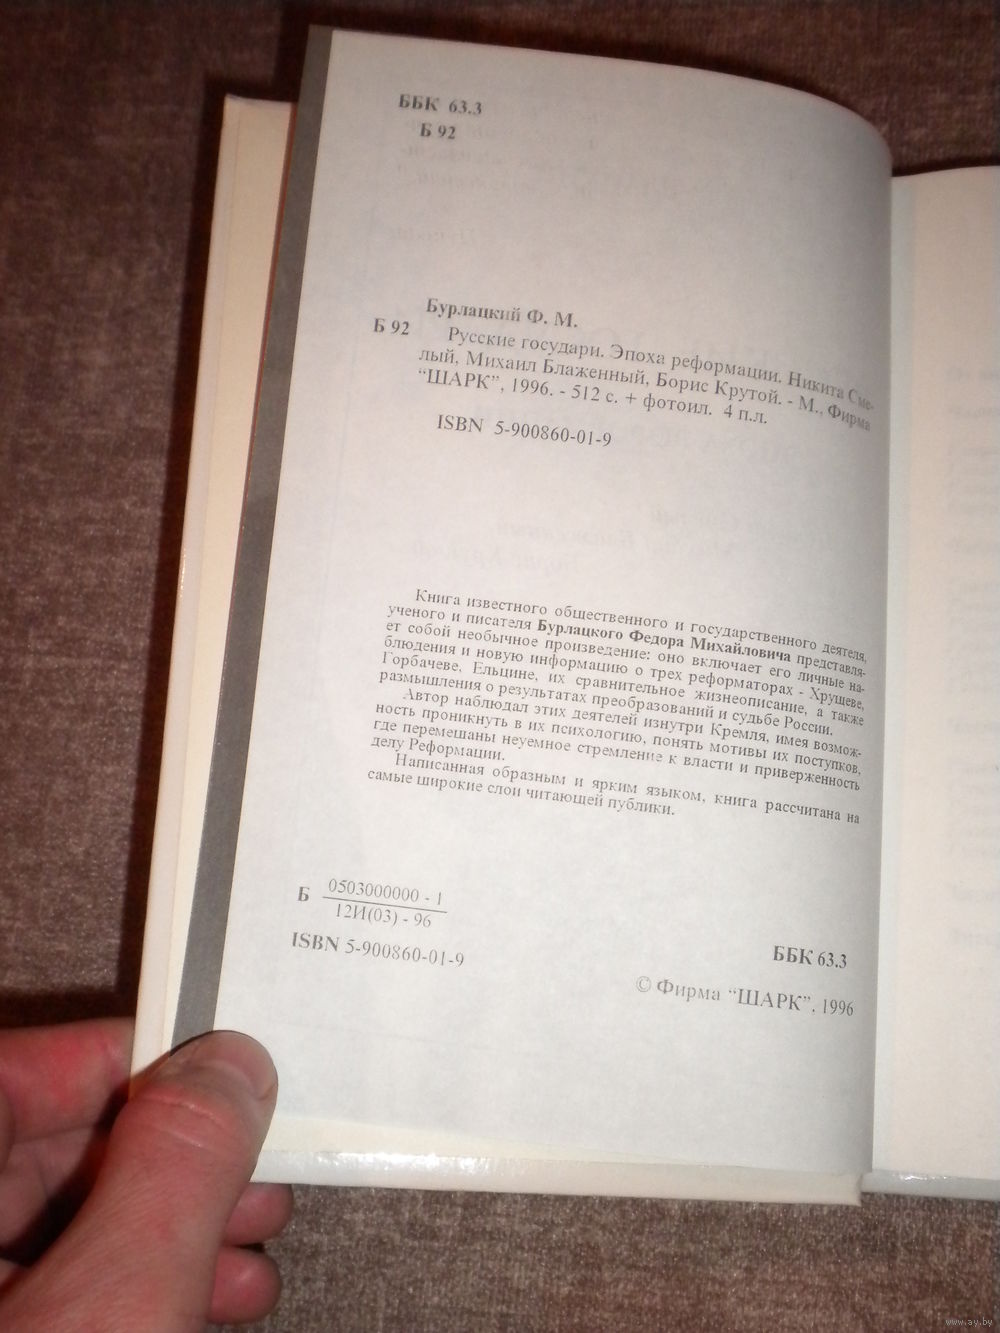 ББК 63.3
Б 92
Бурлацкий Ф. М.
Б 92 Русские государи. Эпоха реформации. Никита Сме-
лый, Михаил Блаженный, Борис Крутой. - М., Фирма
“ШАРК”, 1996. - 512 с. + фотоил. 4 п.л.
ISBN 5-900860-01-9
Книга известного общественного и государственного деятеля,
ученого и писателя Бурлацкого Федора Михайловича представля-
ет собой необычное произведение: оно включает его личные на-
блюдения и новую информацию о трех реформаторах - Хрущеве,
Горбачеве, Ельцине, их сравнительное жизнеописание, а также
размышления о результатах преобразований и судьбе России.
Автор наблюдал этих деятелей изнутри Кремля, имея возмож-
ность проникнуть в их психологию, понять мотивы их поступков,
где перемешаны неуемное стремление к власти и приверженность
делу Реформации.
Написанная образным и ярким языком, книга рассчитана на
самые широкие слои читающей публики.
Б 0503000000 - 1
12И(03) - 96
ISBN 5-900860-01-9
ББК 63.3
© Фирма “ШАРК”, 1996
www.ay.by